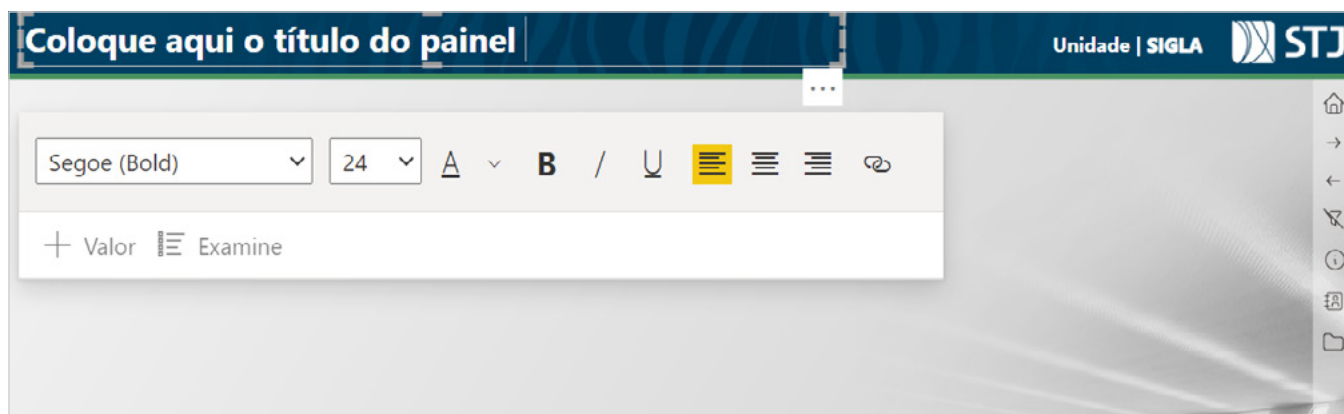 Coloque aqui o título do painel
Unidade | SIGLA STJ
...
Segoe (Bold) 24 A B / U
+ Valor Examine